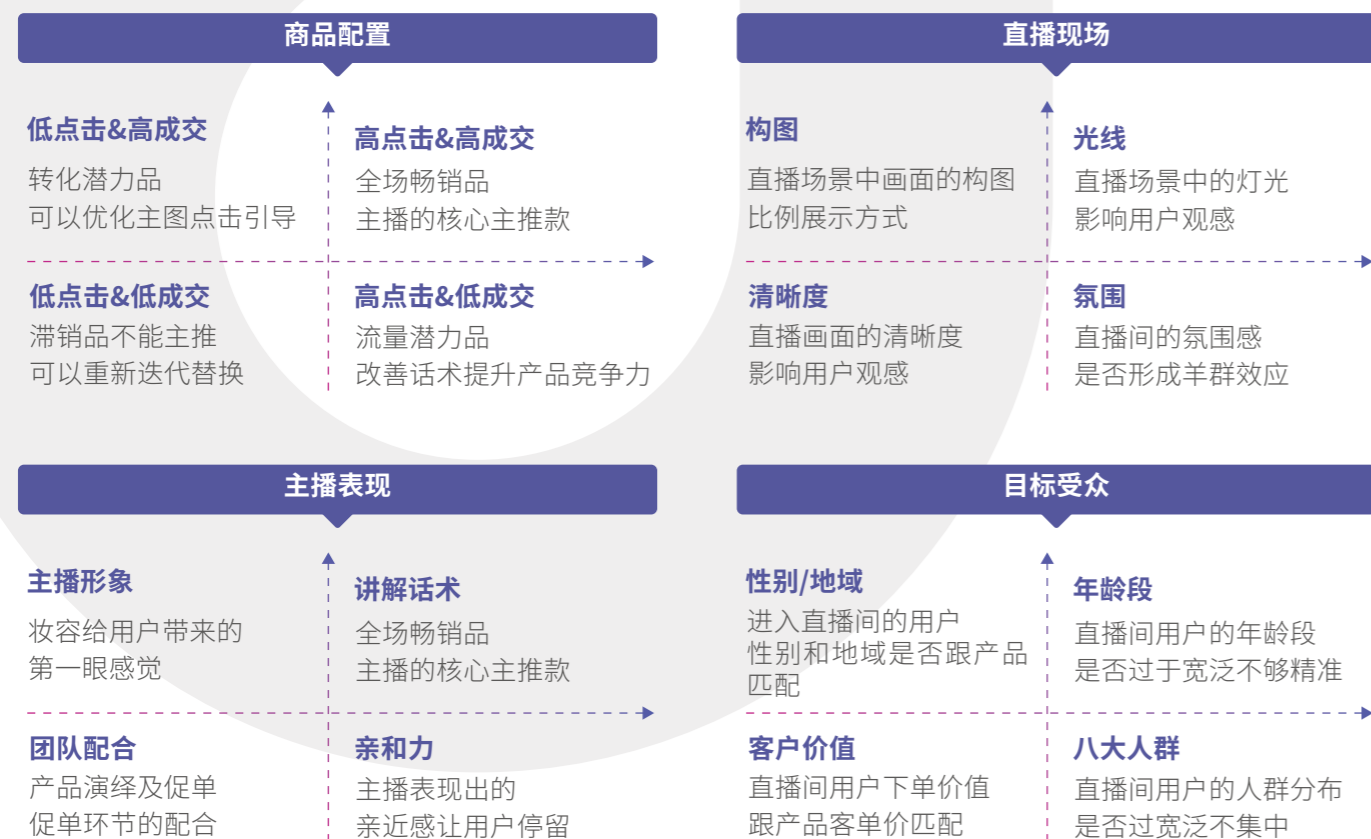 商品配置
低点击&高成交
转化潜力品
可以优化主图点击引导
高点击&高成交
全场畅销品
主播的核心主推款
低点击&低成交
滞销品不能主推
可以重新迭代替换
高点击&低成交
流量潜力品
改善话术提升产品竞争力
直播现场
构图
直播场景中画面的构图
比例展示方式
光线
直播场景中的灯光
影响用户观感
清晰度
直播画面的清晰度
影响用户观感
氛围
直播间的氛围感
是否形成羊群效应
主播表现
主播形象
妆容给用户带来的
第一眼感觉
讲解话术
全场畅销品
主播的核心主推款
团队配合
产品演绎及促单
促单环节的配合
亲和力
主播表现出的
亲近感让用户停留
目标受众
性别/地域
进入直播间的用户
性别和地域是否跟产品
匹配
年龄段
直播间用户的年龄段
是否过于宽泛不够精准
客户价值
直播间用户下单价值
跟产品客单价匹配
八大人群
直播间用户的人群分布
是否过宽泛不集中